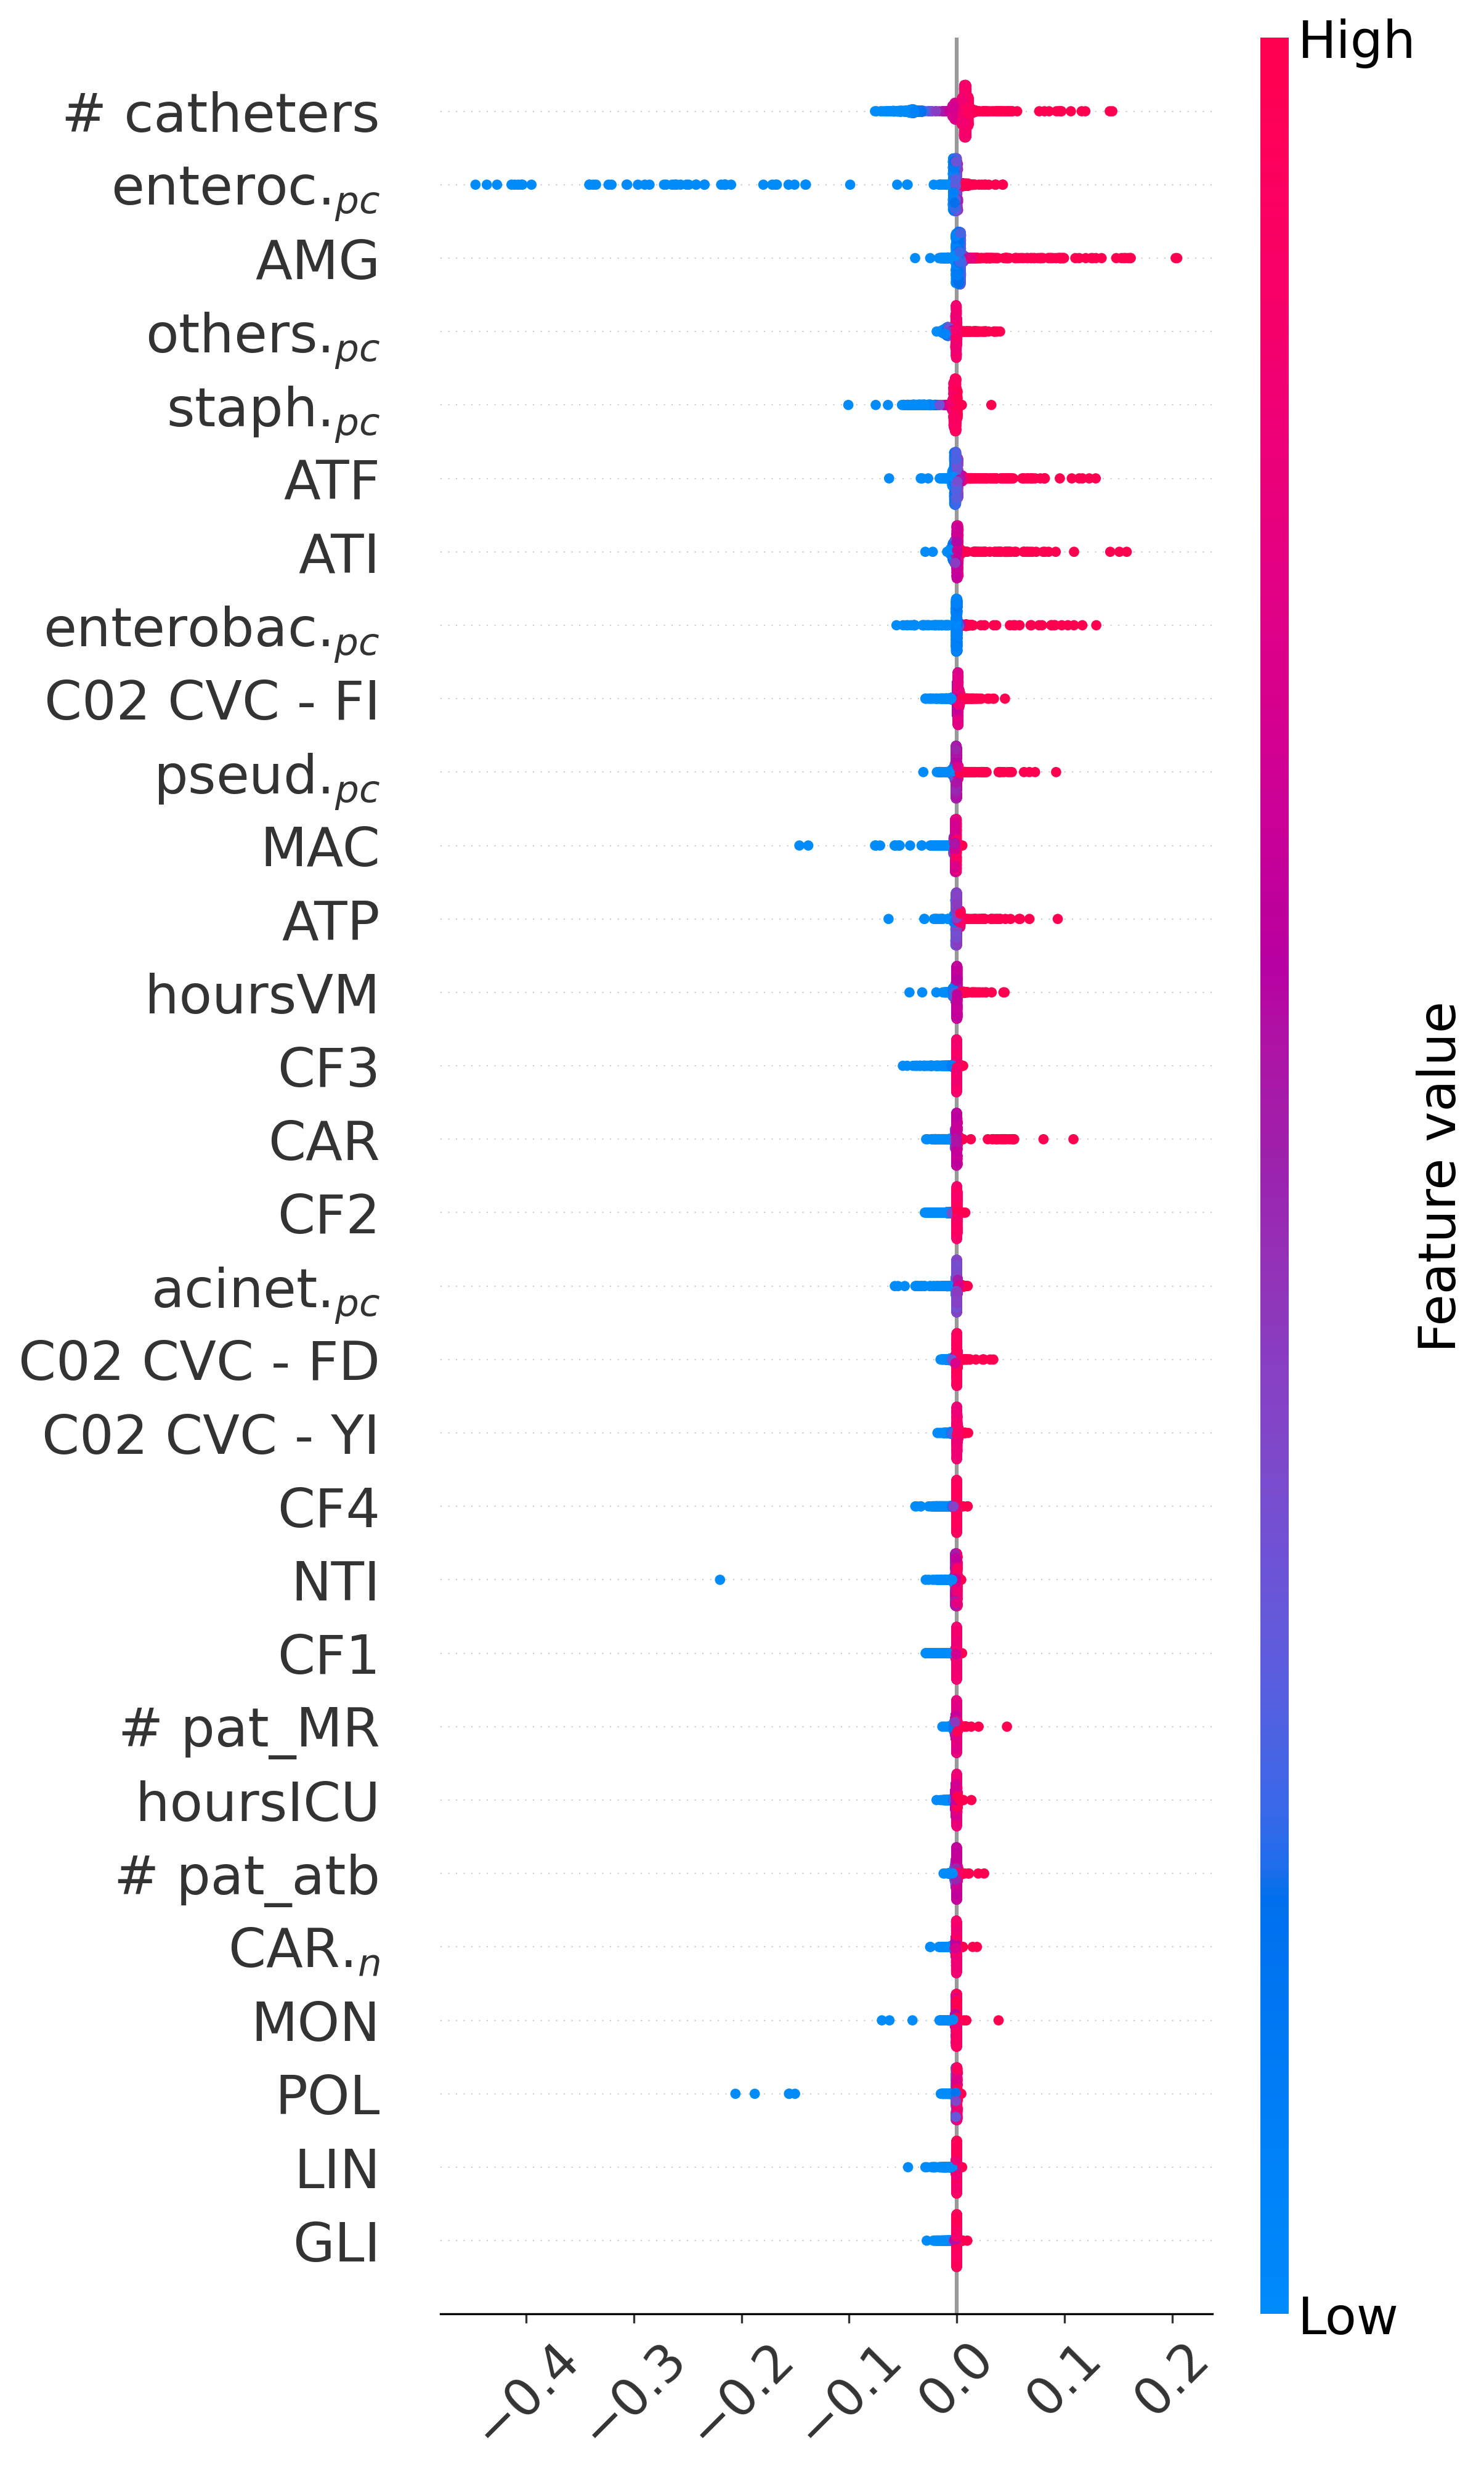 High
# catheters
enteroc.pc
AMG
others.pc
staph.pc
ATF
ATI
enterobac.pc
C02 CVC - FI
pseud.pc
MAC
ATP
hoursVM
CF3
CAR
CF2
acinet.pc
C02 CVC - FD
C02 CVC - YI
CF4
NTI
CF1
# pat_MR
hoursICU
# pat_atb
CAR.n
MON
POL
LIN
GLI
Feature value
Low
−0.4 −0.3 −0.2 −0.1 0.0 0.1 0.2